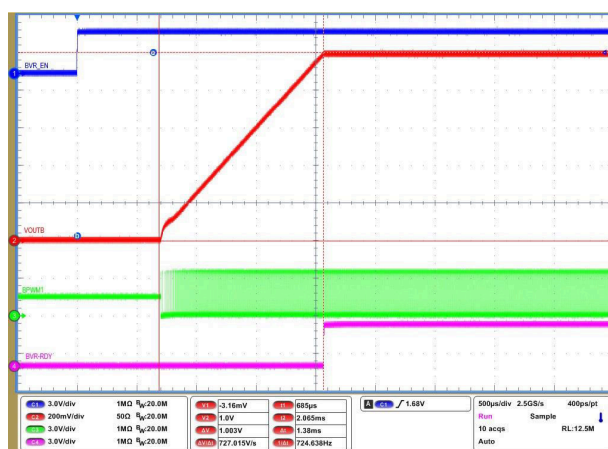 BVR_EN
1
a
VOUTB
b
2
BPWM1
BVR-RDY
4
C1 3.0V/div 1MΩ BW:20.0M
C2 200mV/div 50Ω BW:20.0M
C3 3.0V/div 1MΩ BW:20.0M
C4 3.0V/div 1MΩ BW:20.0M
V1 -3.16mV t1 685µs
V2 1.0V t2 2.065ms
ΔV 1.003V Δt 1.38ms
ΔV/Δt 727.015V/s 1/Δt 724.638Hz
A C1 1.68V
500µs/div 2.5GS/s 400ps/pt
Run Sample
10 acqs RL:12.5M
Auto